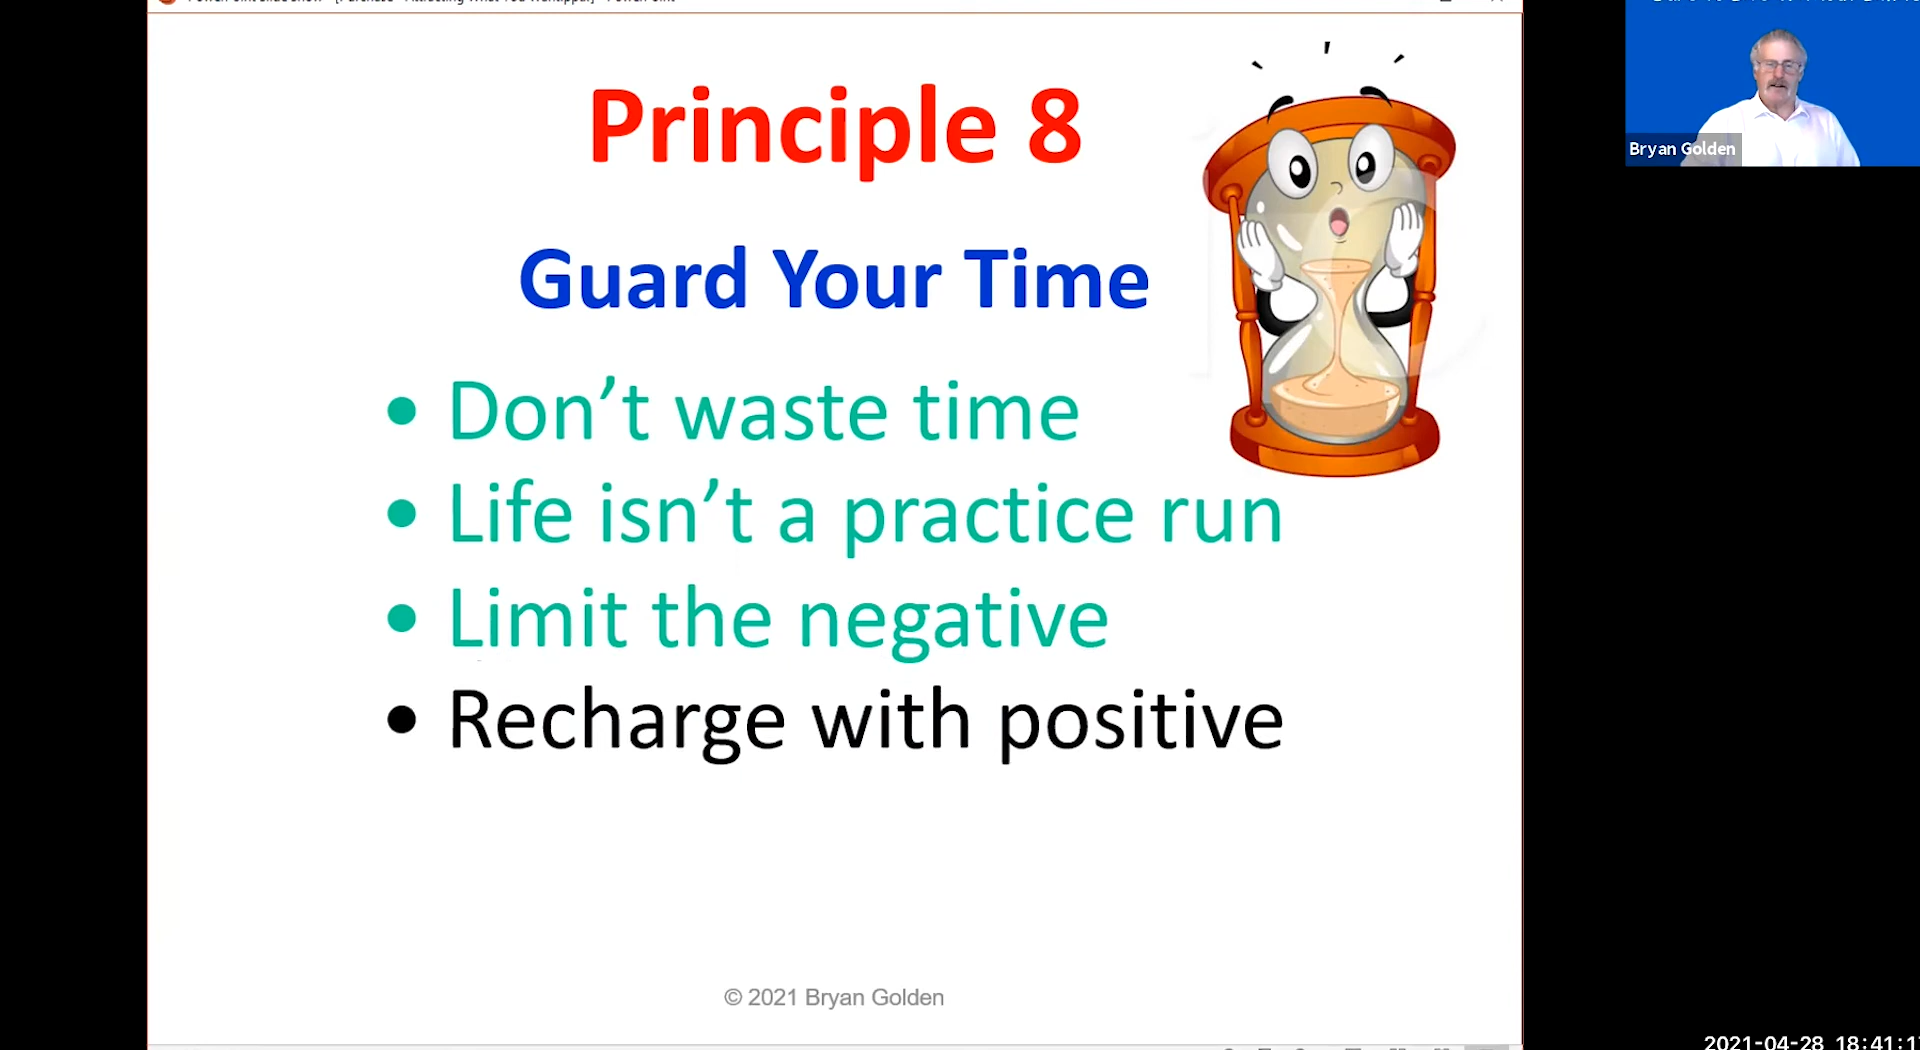 Principle 8
Guard Your Time
• Don't waste time
• Life isn't a practice run
• Limit the negative
• Recharge with positive
© 2021 Bryan Golden
Bryan Golden
2021-04-28 18:41:1